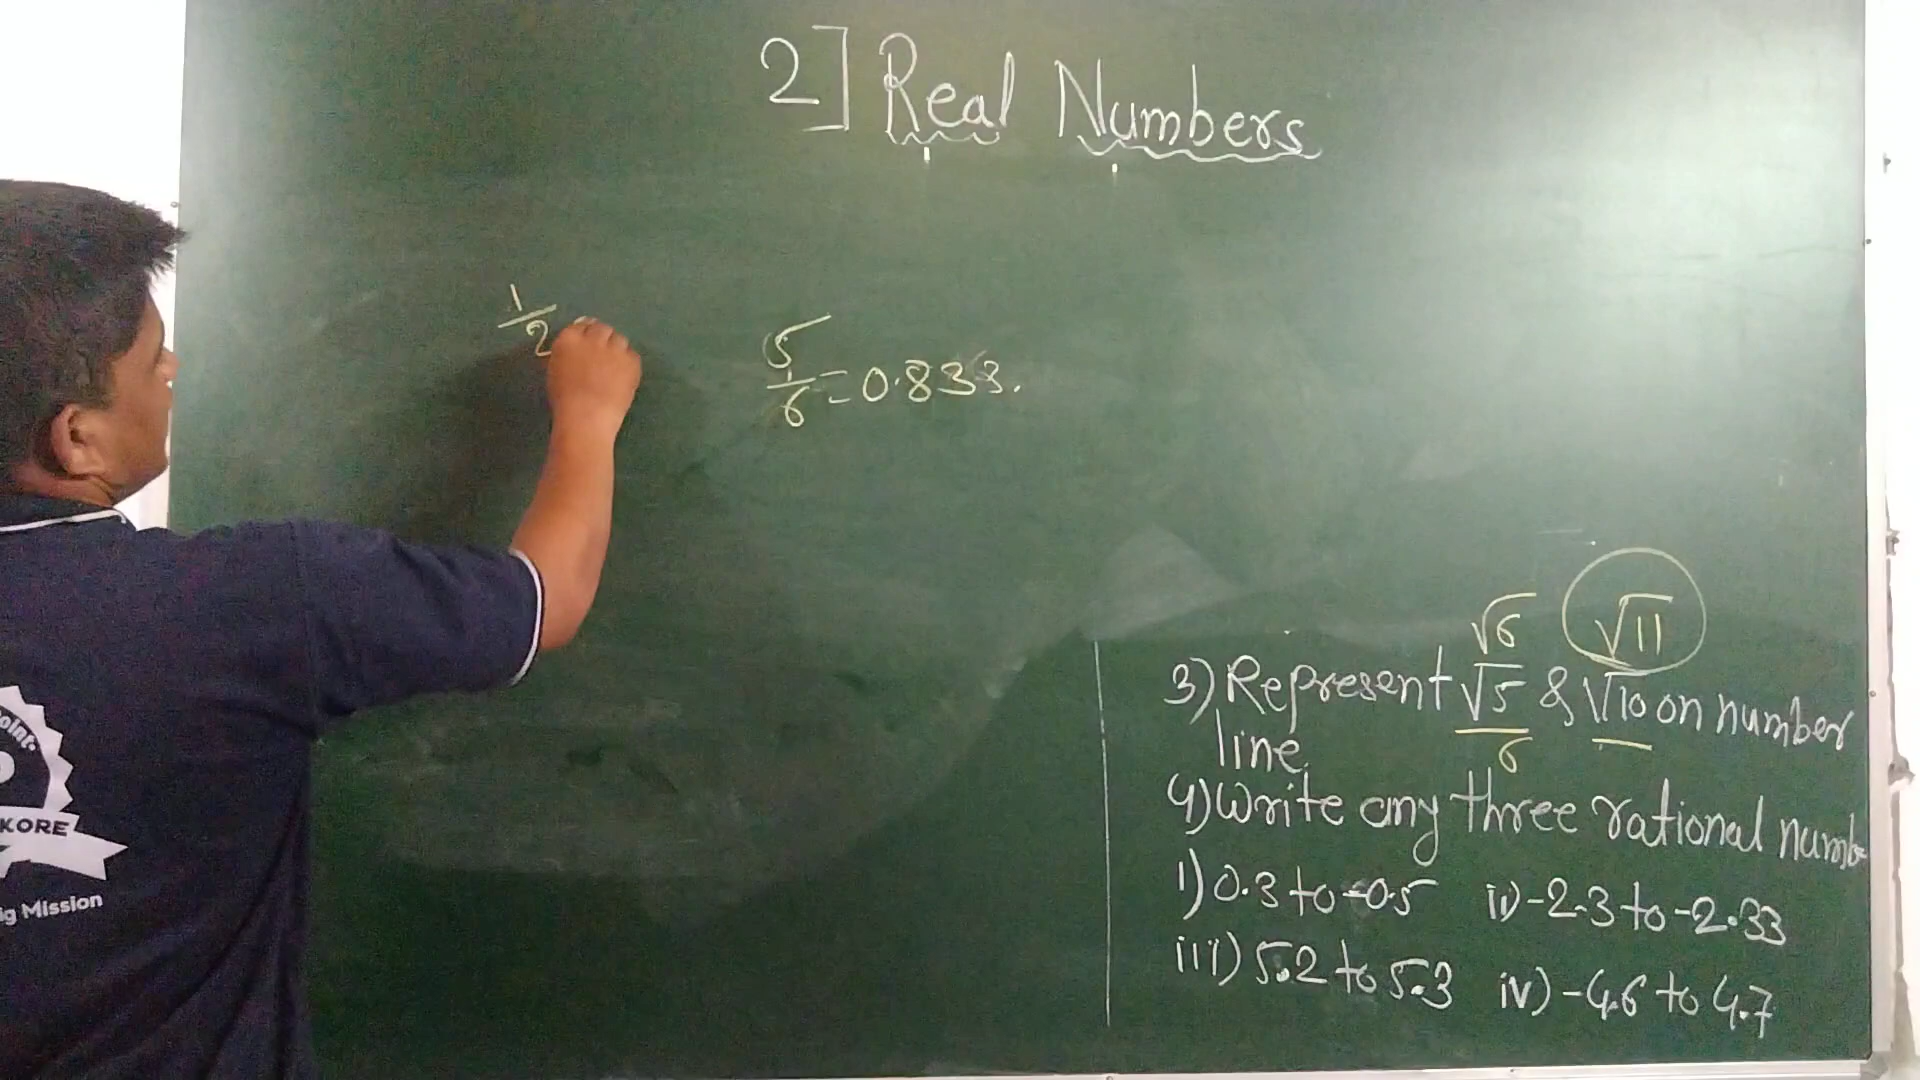 2] Real Numbers
1/2
5/6 = 0.833.
√6 √11
3) Represent √5 & √10 on number
6
line.
4) Write any three rational numbe
i) 0.3 to -0.5 ii) -2.3 to -2.33
iii) 5.2 to 5.3 iv) -4.6 to 4.7
KORE
ig Mission